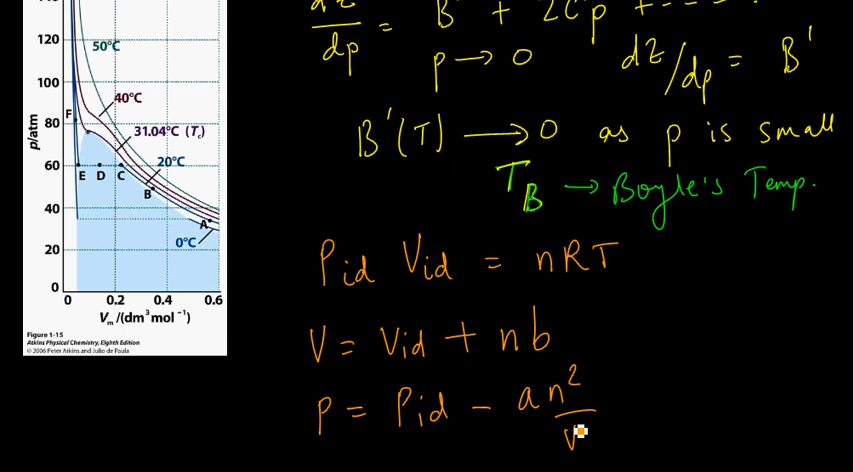 120
100
80
60
40
20
0
p/atm
50°C
40°C
31.04°C (Tc)
20°C
0°C
F
E D C
B
A
0 0.2 0.4 0.6
Vm/(dm³ mol⁻¹)
Figure 1-15
Atkins Physical Chemistry, Eighth Edition
© 2006 Peter Atkins and Julio de Paula
dz/dp = B' + 2C'p + -----
p → 0 dz/dp = B'
B'(T) → 0 as p is small
TB → Boyle's Temp.
Pid Vid = nRT
V = Vid + nb
P = Pid - an²/V